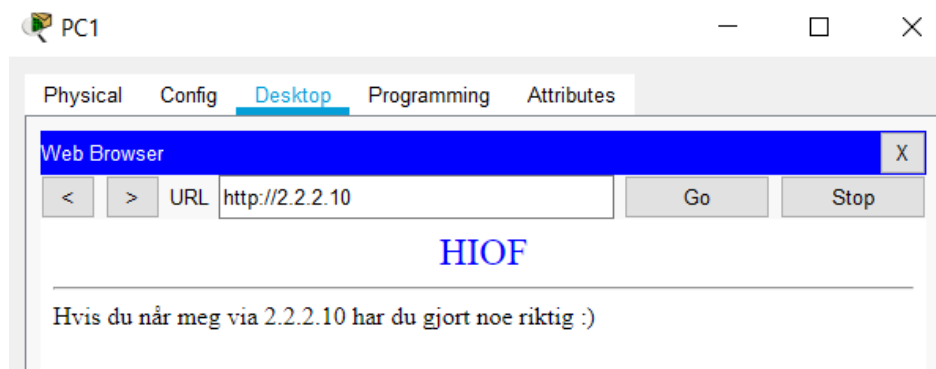 PC1
Physical Config Desktop Programming Attributes
Web Browser X
< > URL http://2.2.2.10 Go Stop
HIOF
Hvis du når meg via 2.2.2.10 har du gjort noe riktig :)